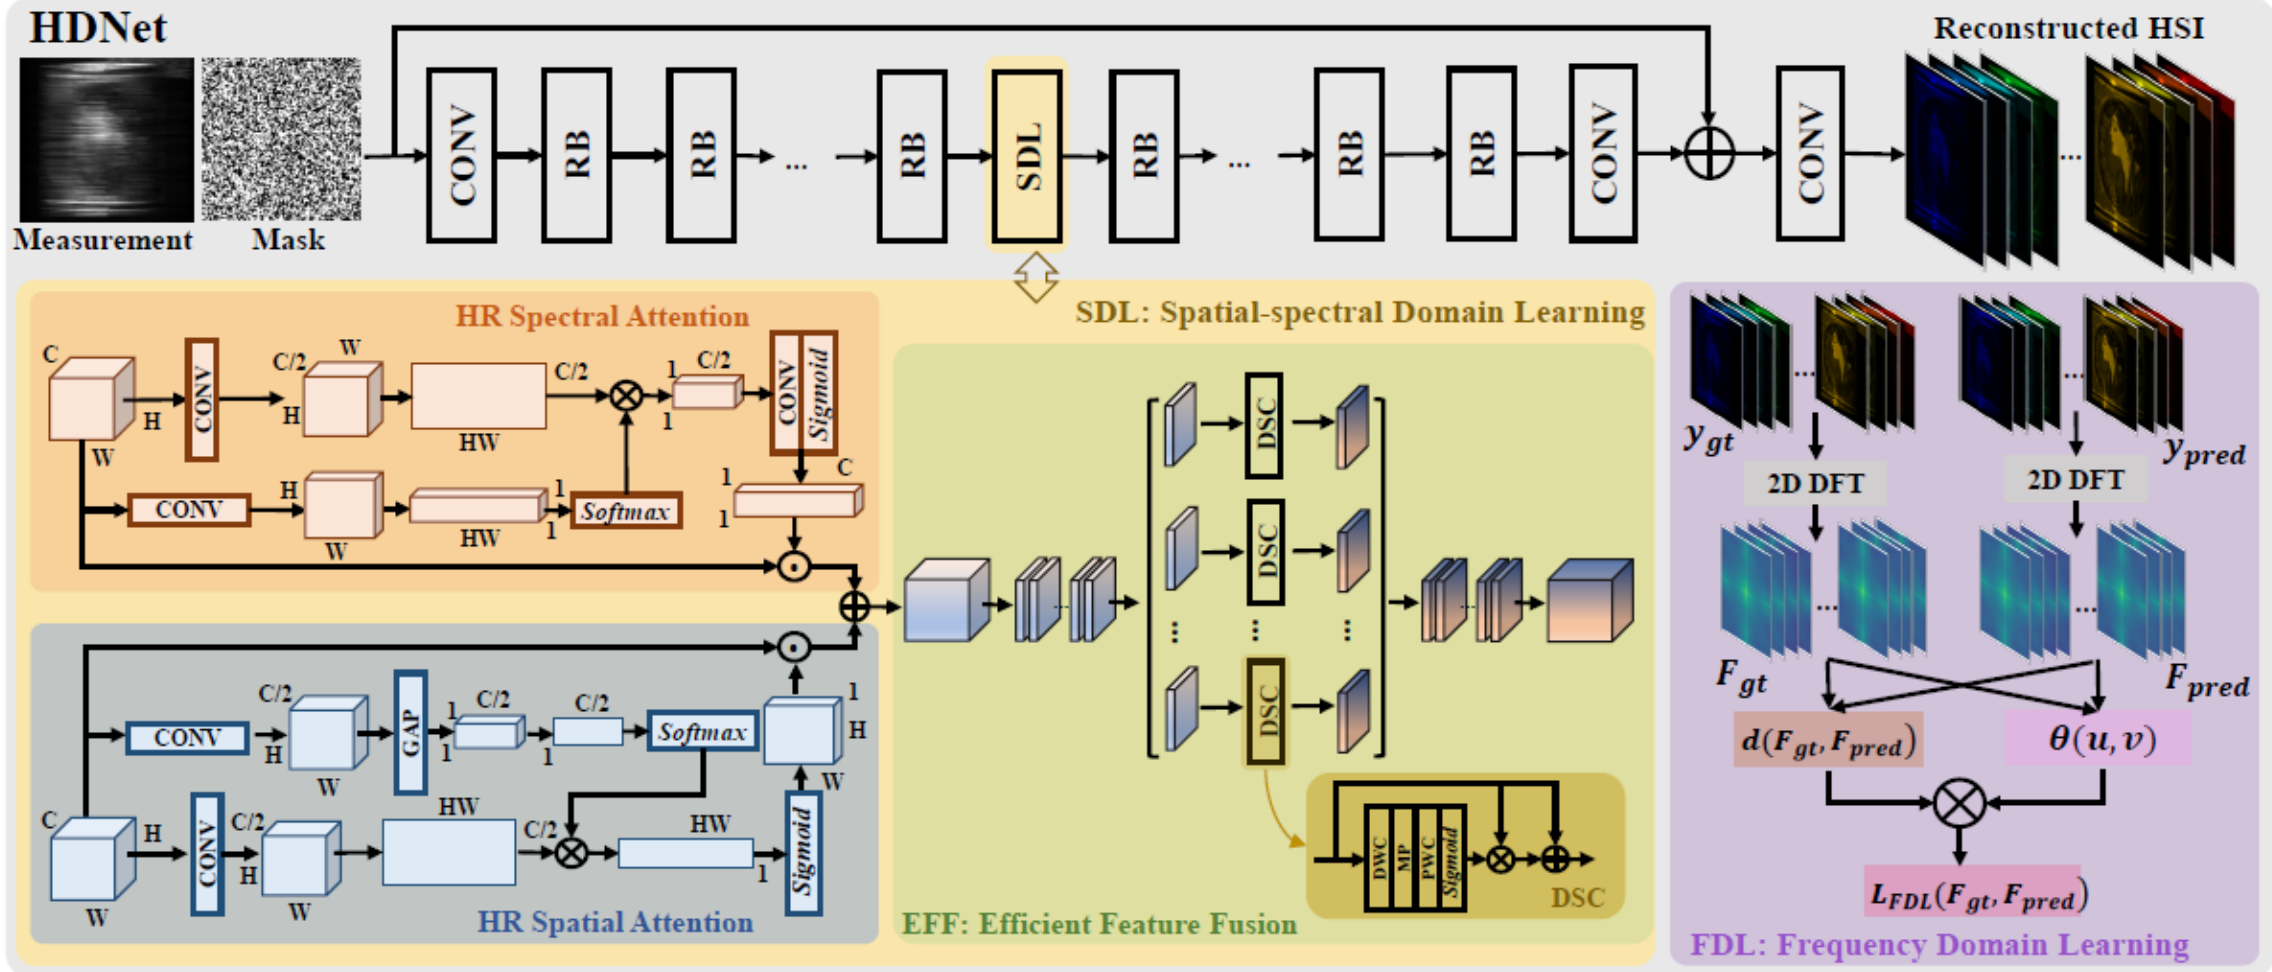 HDNet
Reconstructed HSI
Measurement
Mask
CONV
RB
RB
...
RB
SDL
RB
...
RB
RB
CONV
CONV
...
HR Spectral Attention
C
H
W
CONV
C/2
W
H
HW
C/2
1
C/2
1
CONV
Sigmoid
CONV
H
W
HW
1
1
Softmax
1
C
1
HR Spatial Attention
C
H
W
CONV
C/2
H
W
GAP
1
C/2
1
C/2
1
Softmax
1
H
W
CONV
C/2
H
W
HW
C/2
HW
1
Sigmoid
SDL: Spatial-spectral Domain Learning
...
DSC
DSC
... ... ...
DSC
...
DWC
MP
PWC
Sigmoid
DSC
EFF: Efficient Feature Fusion
... ...
y_gt
y_pred
2D DFT
2D DFT
... ...
F_gt
F_pred
d(F_gt, F_pred)
θ(u, v)
L_FDL(F_gt, F_pred)
FDL: Frequency Domain Learning